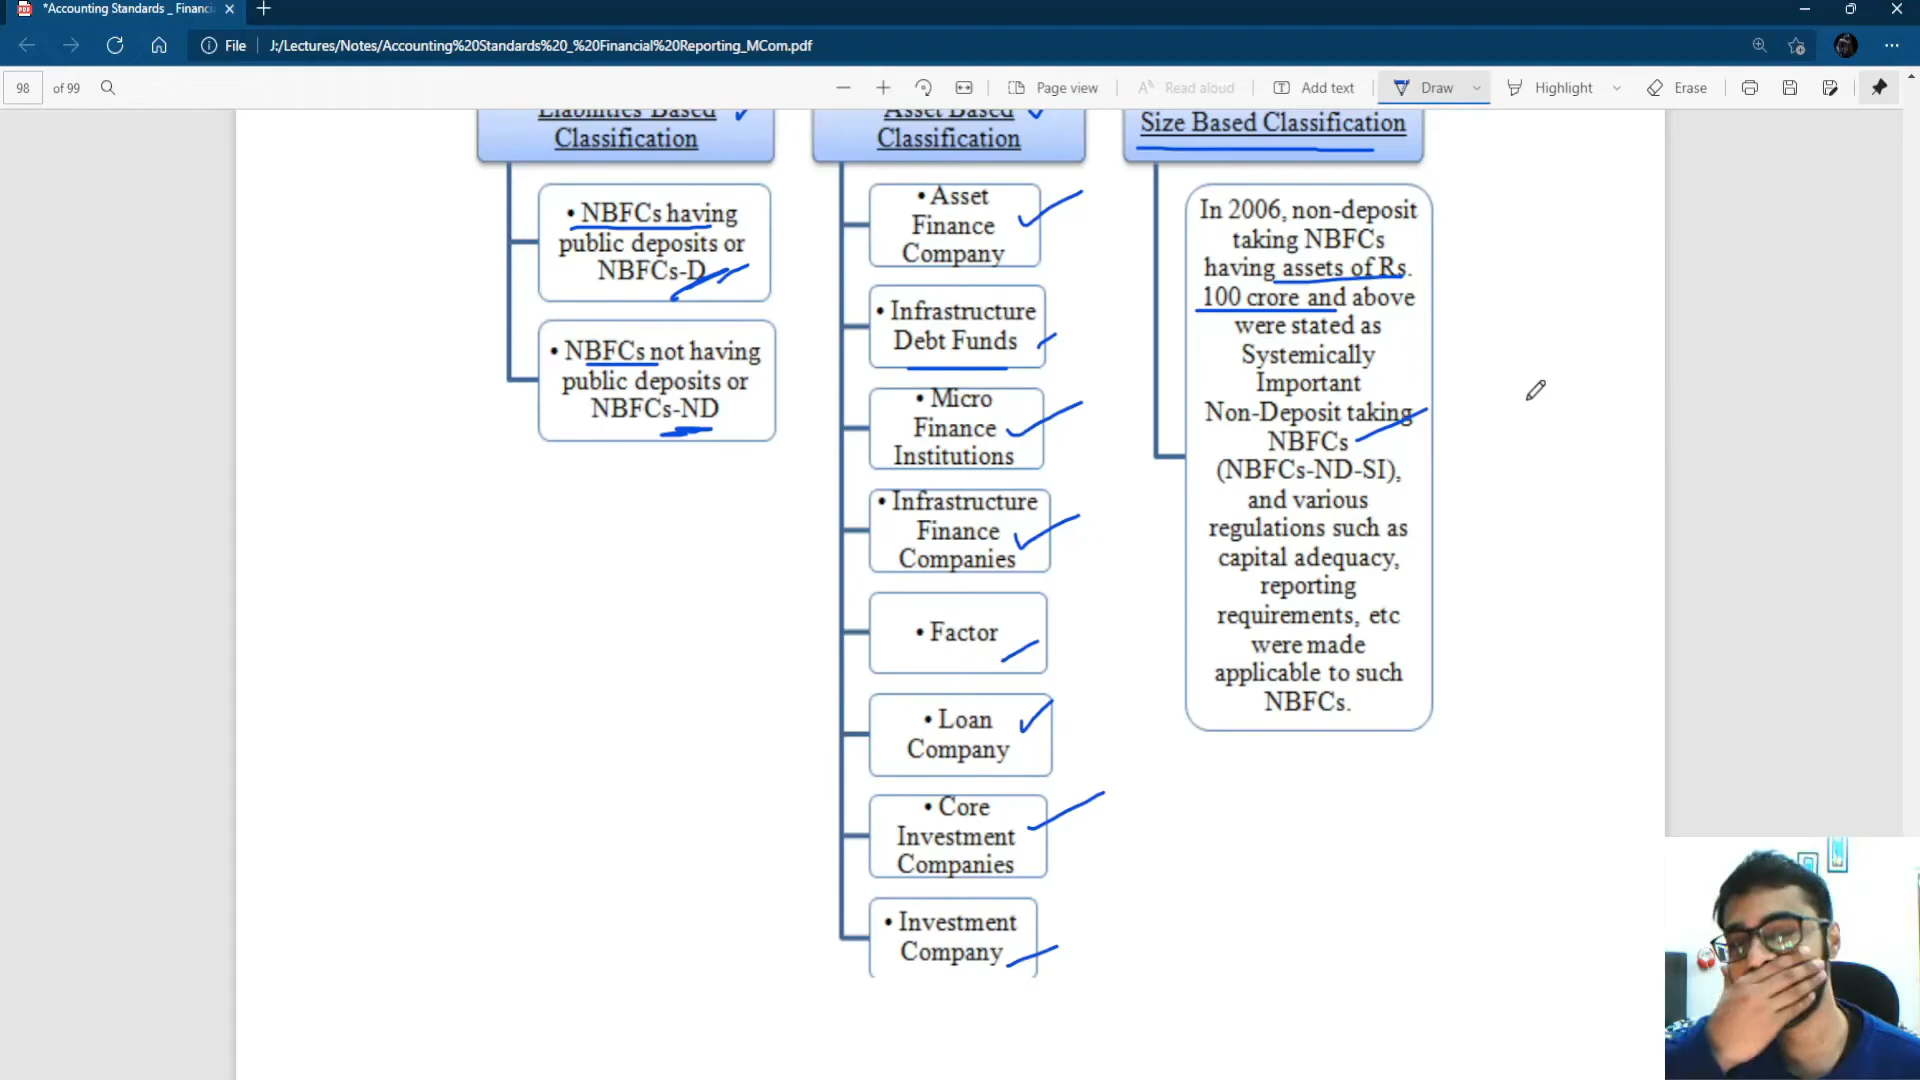 *Accounting Standards _ Financi
File
J:/Lectures/Notes/Accounting%20Standards%20_%20Financial%20Reporting_MCom.pdf
98 of 99
Page view
Read aloud
Add text
Draw
Highlight
Erase
Liabilities Based
Classification
• NBFCs having
public deposits or
NBFCs-D
• NBFCs not having
public deposits or
NBFCs-ND
Asset Based
Classification
• Asset
Finance
Company
• Infrastructure
Debt Funds
• Micro
Finance
Institutions
• Infrastructure
Finance
Companies
• Factor
• Loan
Company
• Core
Investment
Companies
• Investment
Company
Size Based Classification
In 2006, non-deposit
taking NBFCs
having assets of Rs.
100 crore and above
were stated as
Systemically
Important
Non-Deposit taking
NBFCs
(NBFCs-ND-SI),
and various
regulations such as
capital adequacy,
reporting
requirements, etc
were made
applicable to such
NBFCs.